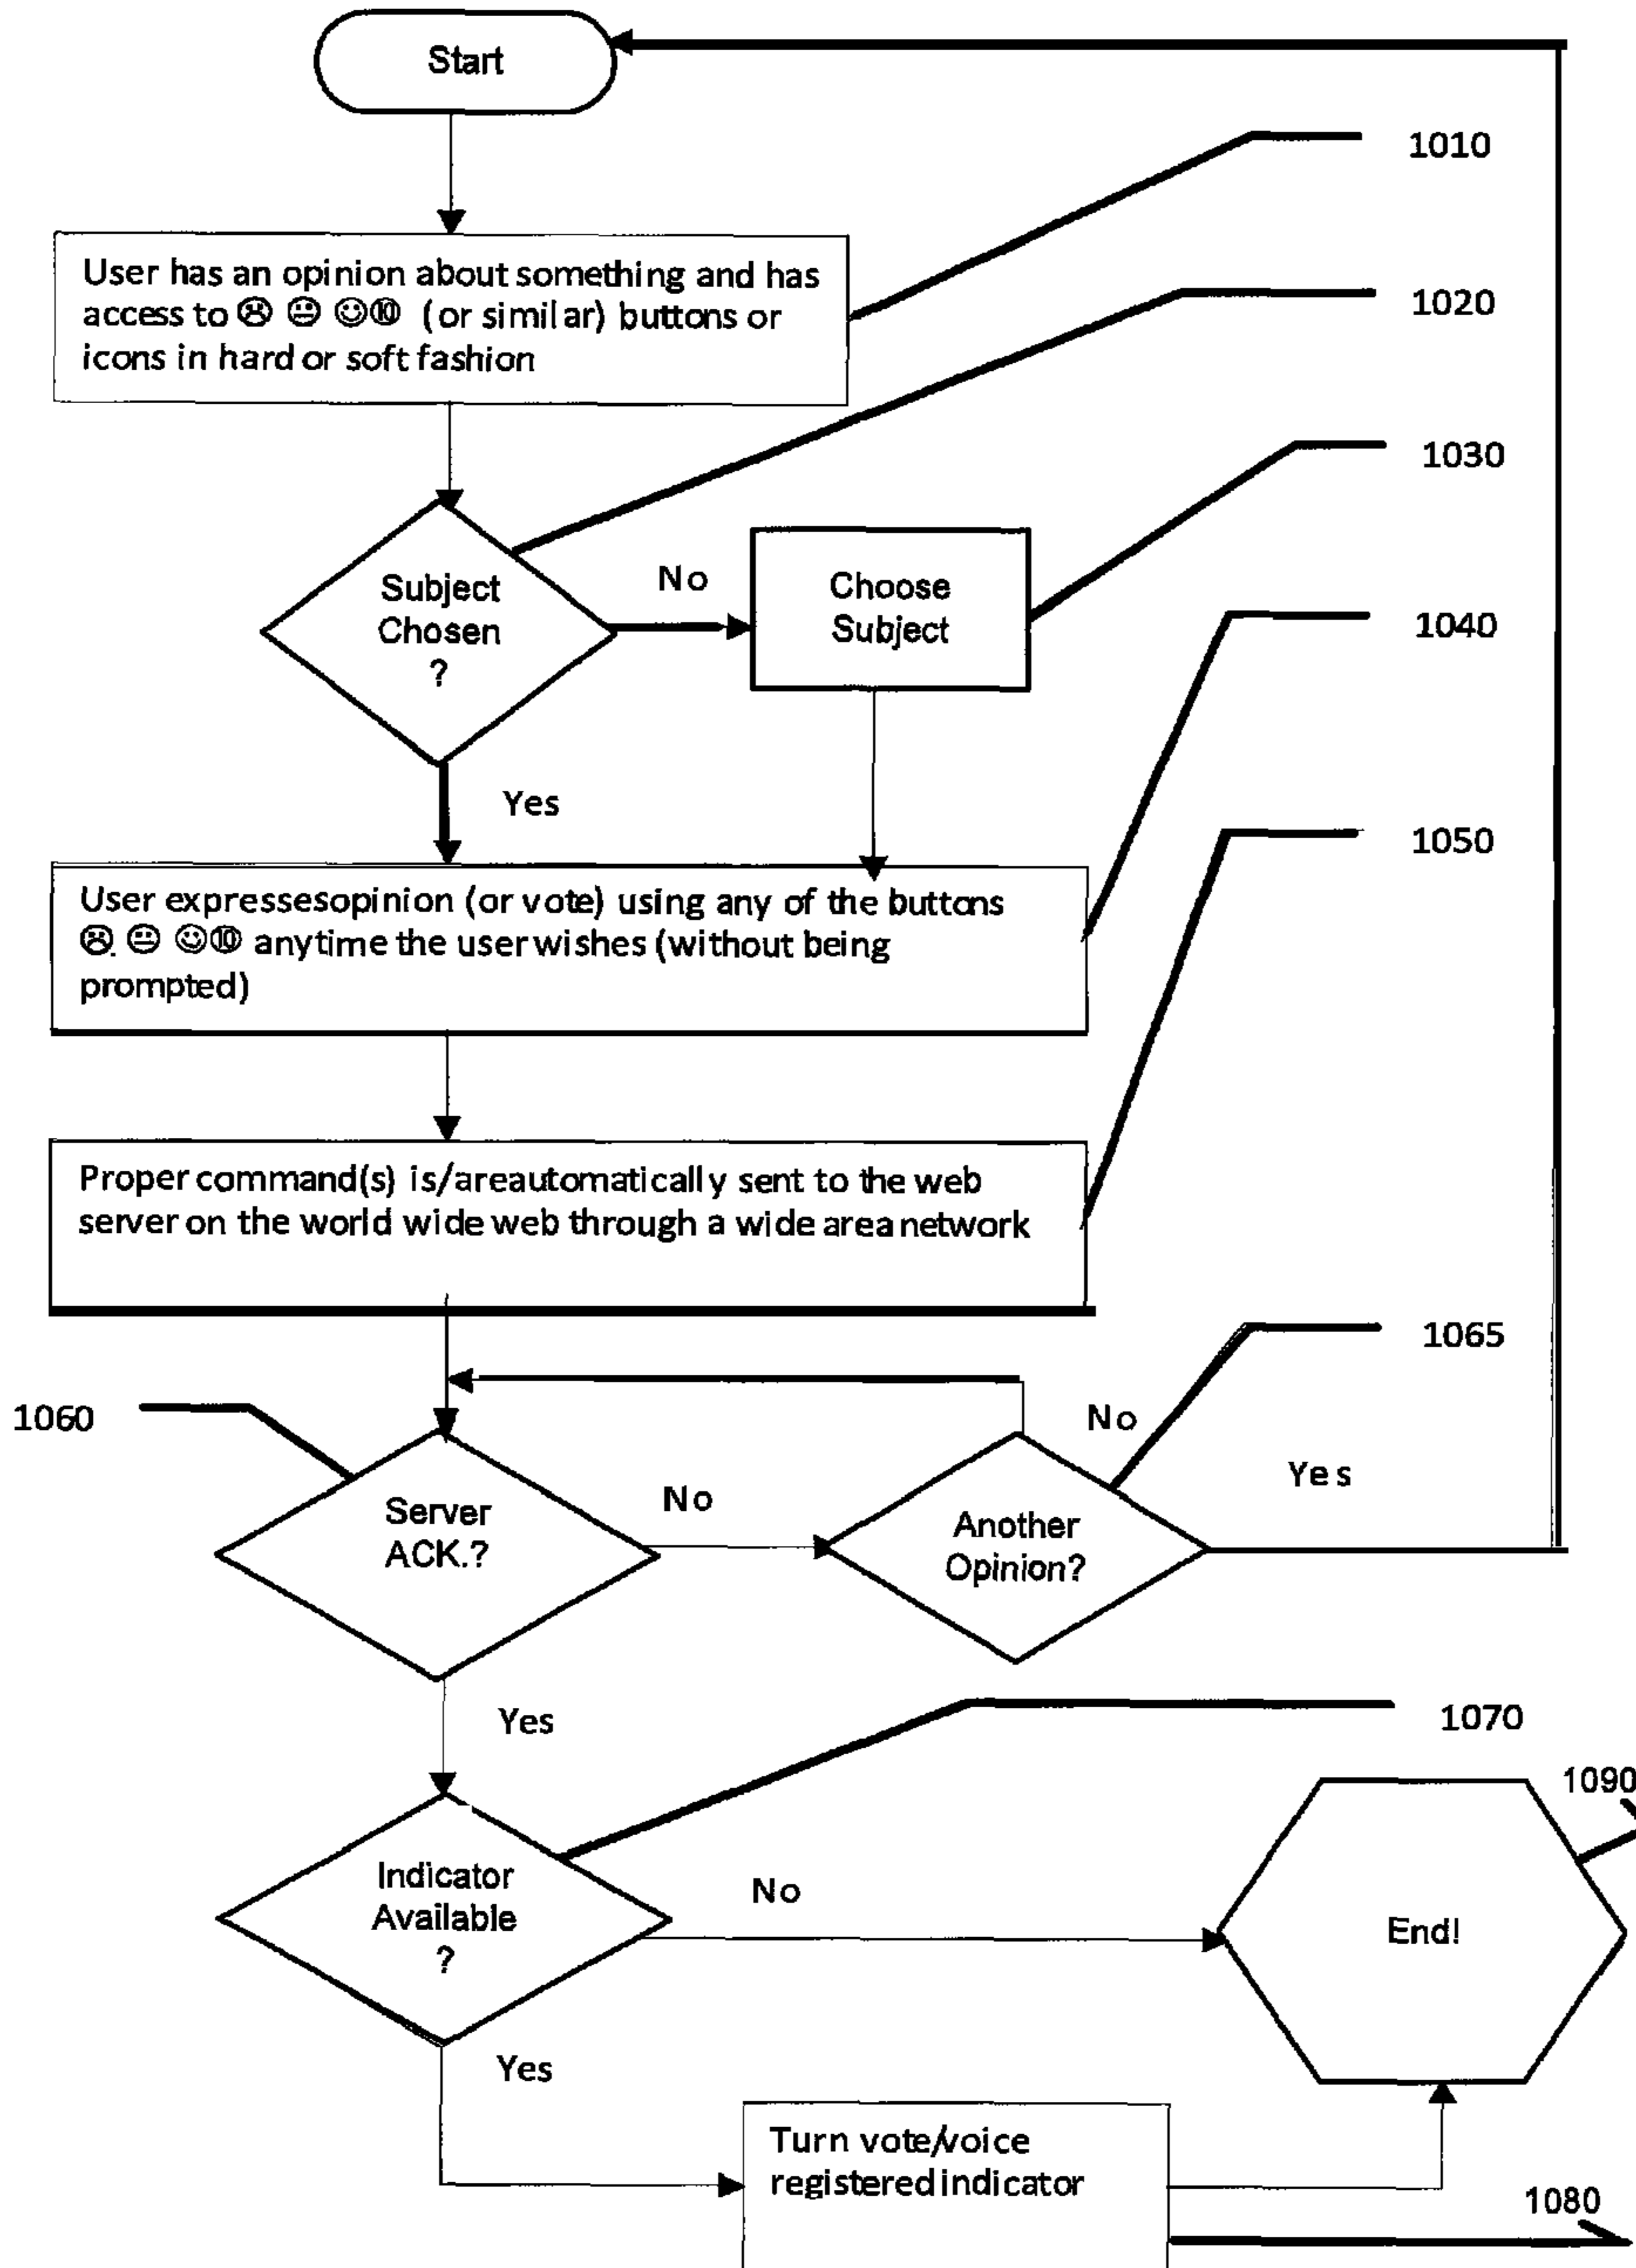 Start
1010
User has an opinion about something and has
access to ☹ 😐 ☺⑩ (or similar) buttons or
icons in hard or soft fashion
1020
1030
Subject
Chosen
?
No
Choose
Subject
1040
Yes
1050
User expressesopinion (or vote) using any of the buttons
☹. 😐 ☺⑩ anytime the user wishes (without being
prompted)
Proper command(s) is/areautomatically sent to the web
server on the world wide web through a wide area network
1065
1060
No
Yes
Server
ACK.?
No
Another
Opinion?
Yes
1070
1090
Indicator
Available
?
No
End!
Yes
Turn vote/voice
registered indicator
1080